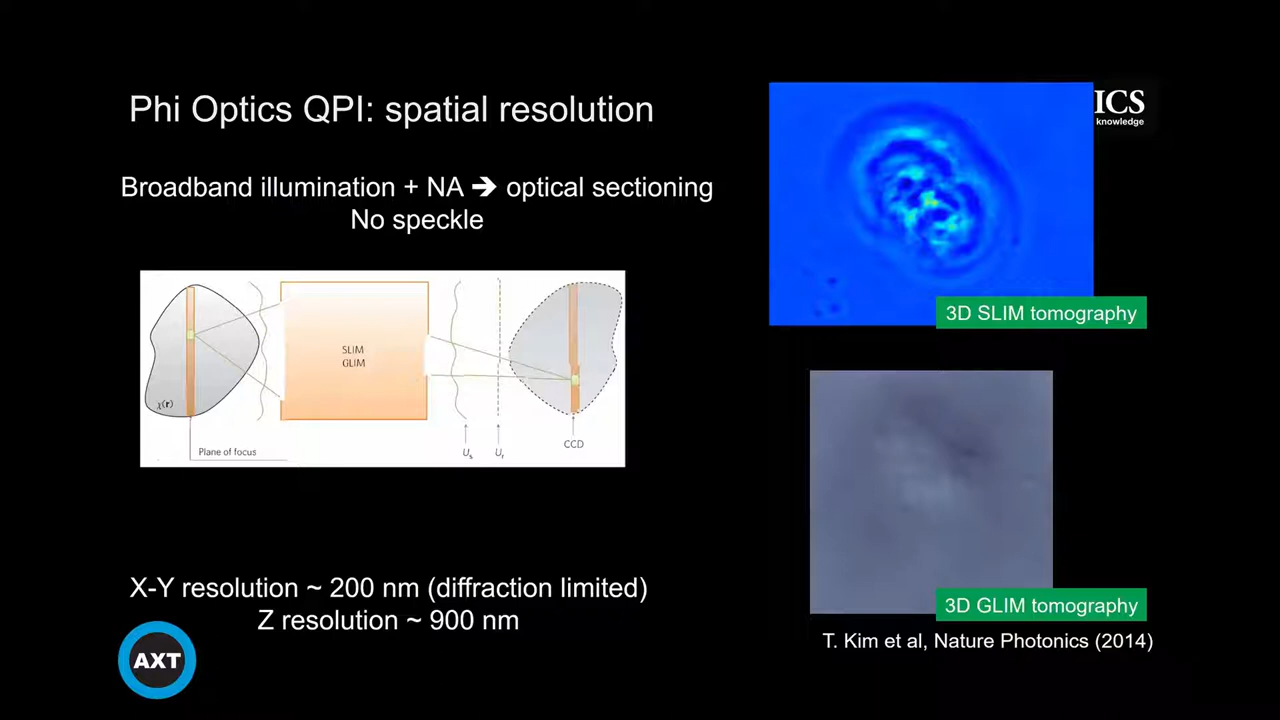 Phi Optics QPI: spatial resolution
ICS
knowledge
Broadband illumination + NA ➔ optical sectioning
No speckle
SLIM
GLIM
χ(r)
Plane of focus
Us
Ur
CCD
3D SLIM tomography
X-Y resolution ~ 200 nm (diffraction limited)
Z resolution ~ 900 nm
3D GLIM tomography
T. Kim et al, Nature Photonics (2014)
AXT